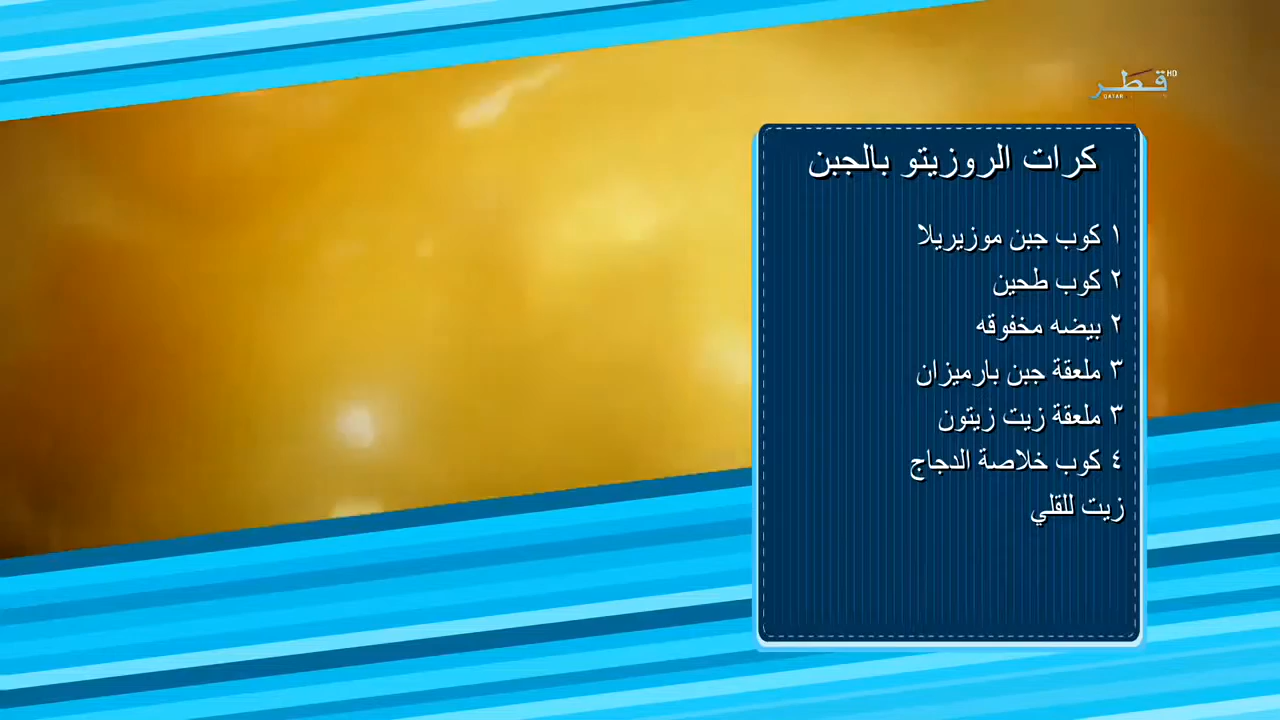 قطر HD
QATAR
كرات الروزيتو بالجبن
١ كوب جبن موزيريلا
٢ كوب طحين
٢ بيضه مخفوقه
٣ ملعقة جبن بارميزان
٣ ملعقة زيت زيتون
٤ كوب خلاصة الدجاج
زيت للقلي